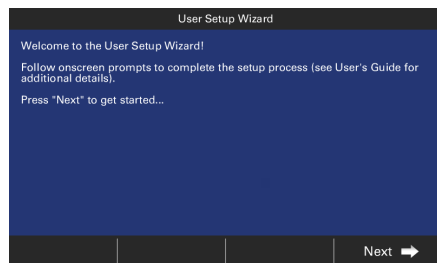 User Setup Wizard
Welcome to the User Setup Wizard!
Follow onscreen prompts to complete the setup process (see User's Guide for
additional details).
Press "Next" to get started...
Next